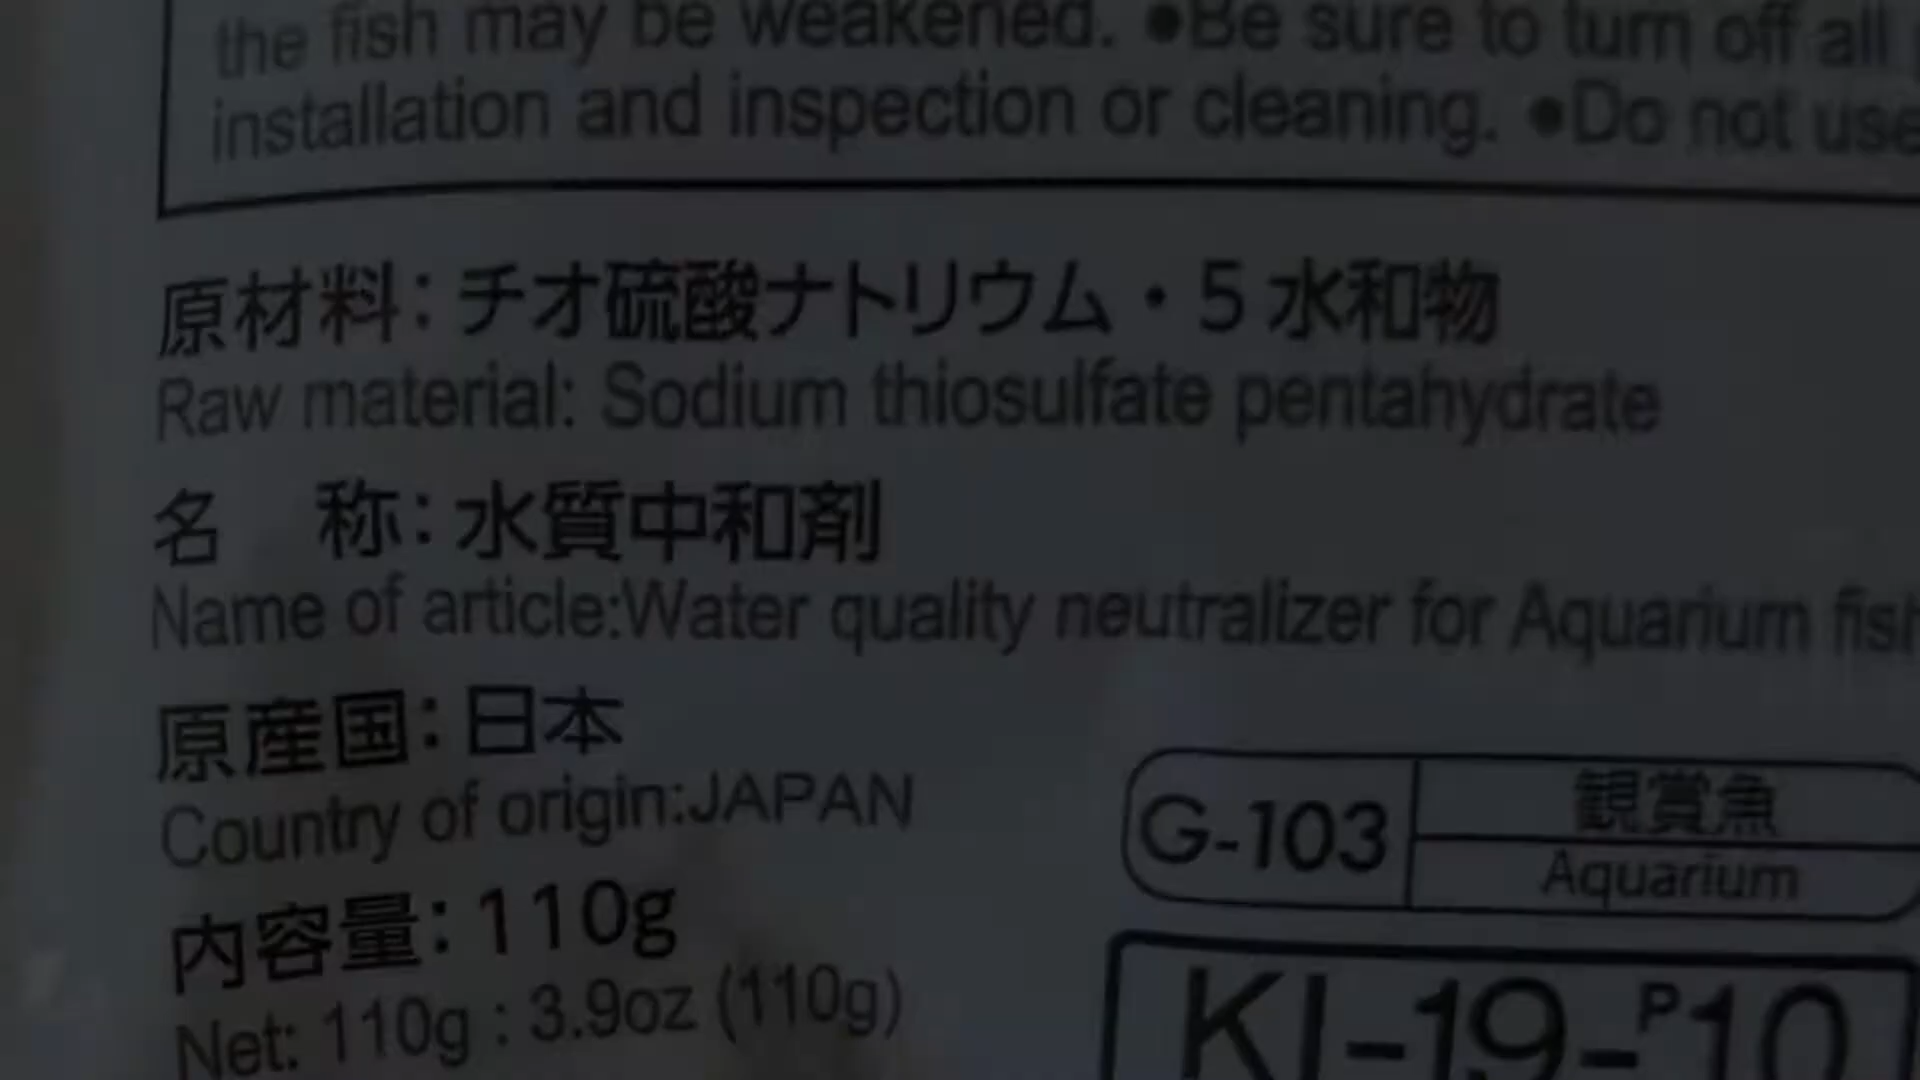 the fish may be weakened. ●Be sure to turn off all
installation and inspection or cleaning. ●Do not use
原材料：チオ硫酸ナトリウム・5水和物
Raw material: Sodium thiosulfate pentahydrate
名　称：水質中和剤
Name of article:Water quality neutralizer for Aquarium fish
原産国：日本
Country of origin:JAPAN
内容量：110g
Net: 110g : 3.9oz (110g)
G-103
観賞魚
Aquarium
KI-19-P10